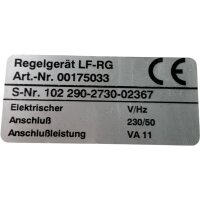 Regelgerät LF-RG
Art.-Nr. 00175033
CE
S-Nr. 102 290-2730-02367
Elektrischer V/Hz
Anschluß 230/50
Anschlußleistung VA 11